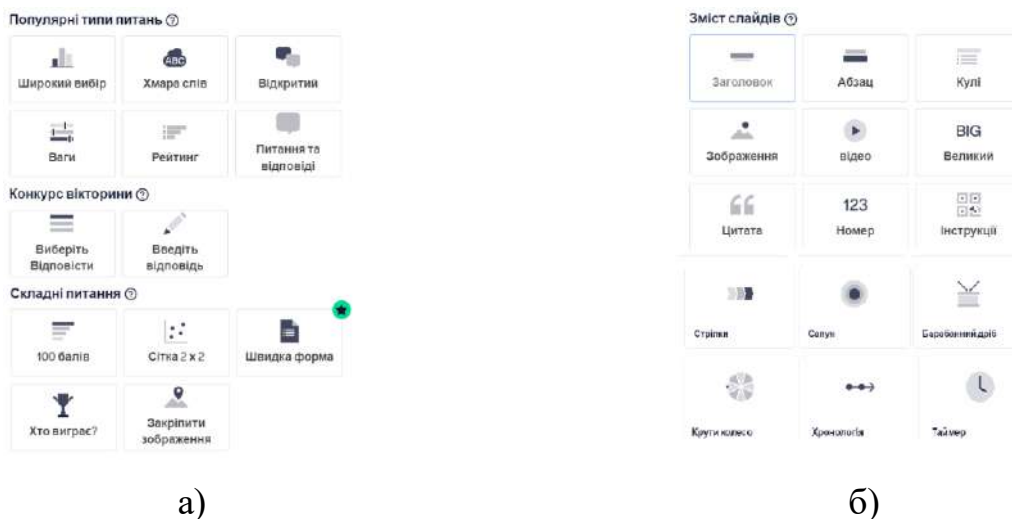 Популярні типи питань ?
Широкий вибір
ABC
Хмара слів
Відкритий
Ваги
Рейтинг
Питання та
відповіді
Конкурс вікторини ?
Виберіть
Відповісти
Введіть
відповідь
Складні питання ?
100 балів
Сітка 2 x 2
Швидка форма
Хто виграє?
Закріпити
зображення
а)
Зміст слайдів ?
Заголовок
Абзац
Кулі
Зображення
відео
BIG
Великий
Цитата
123
Номер
Інструкції
Стрілки
Сапун
Барабанний дріб
Крути колесо
Хронологія
Таймер
б)